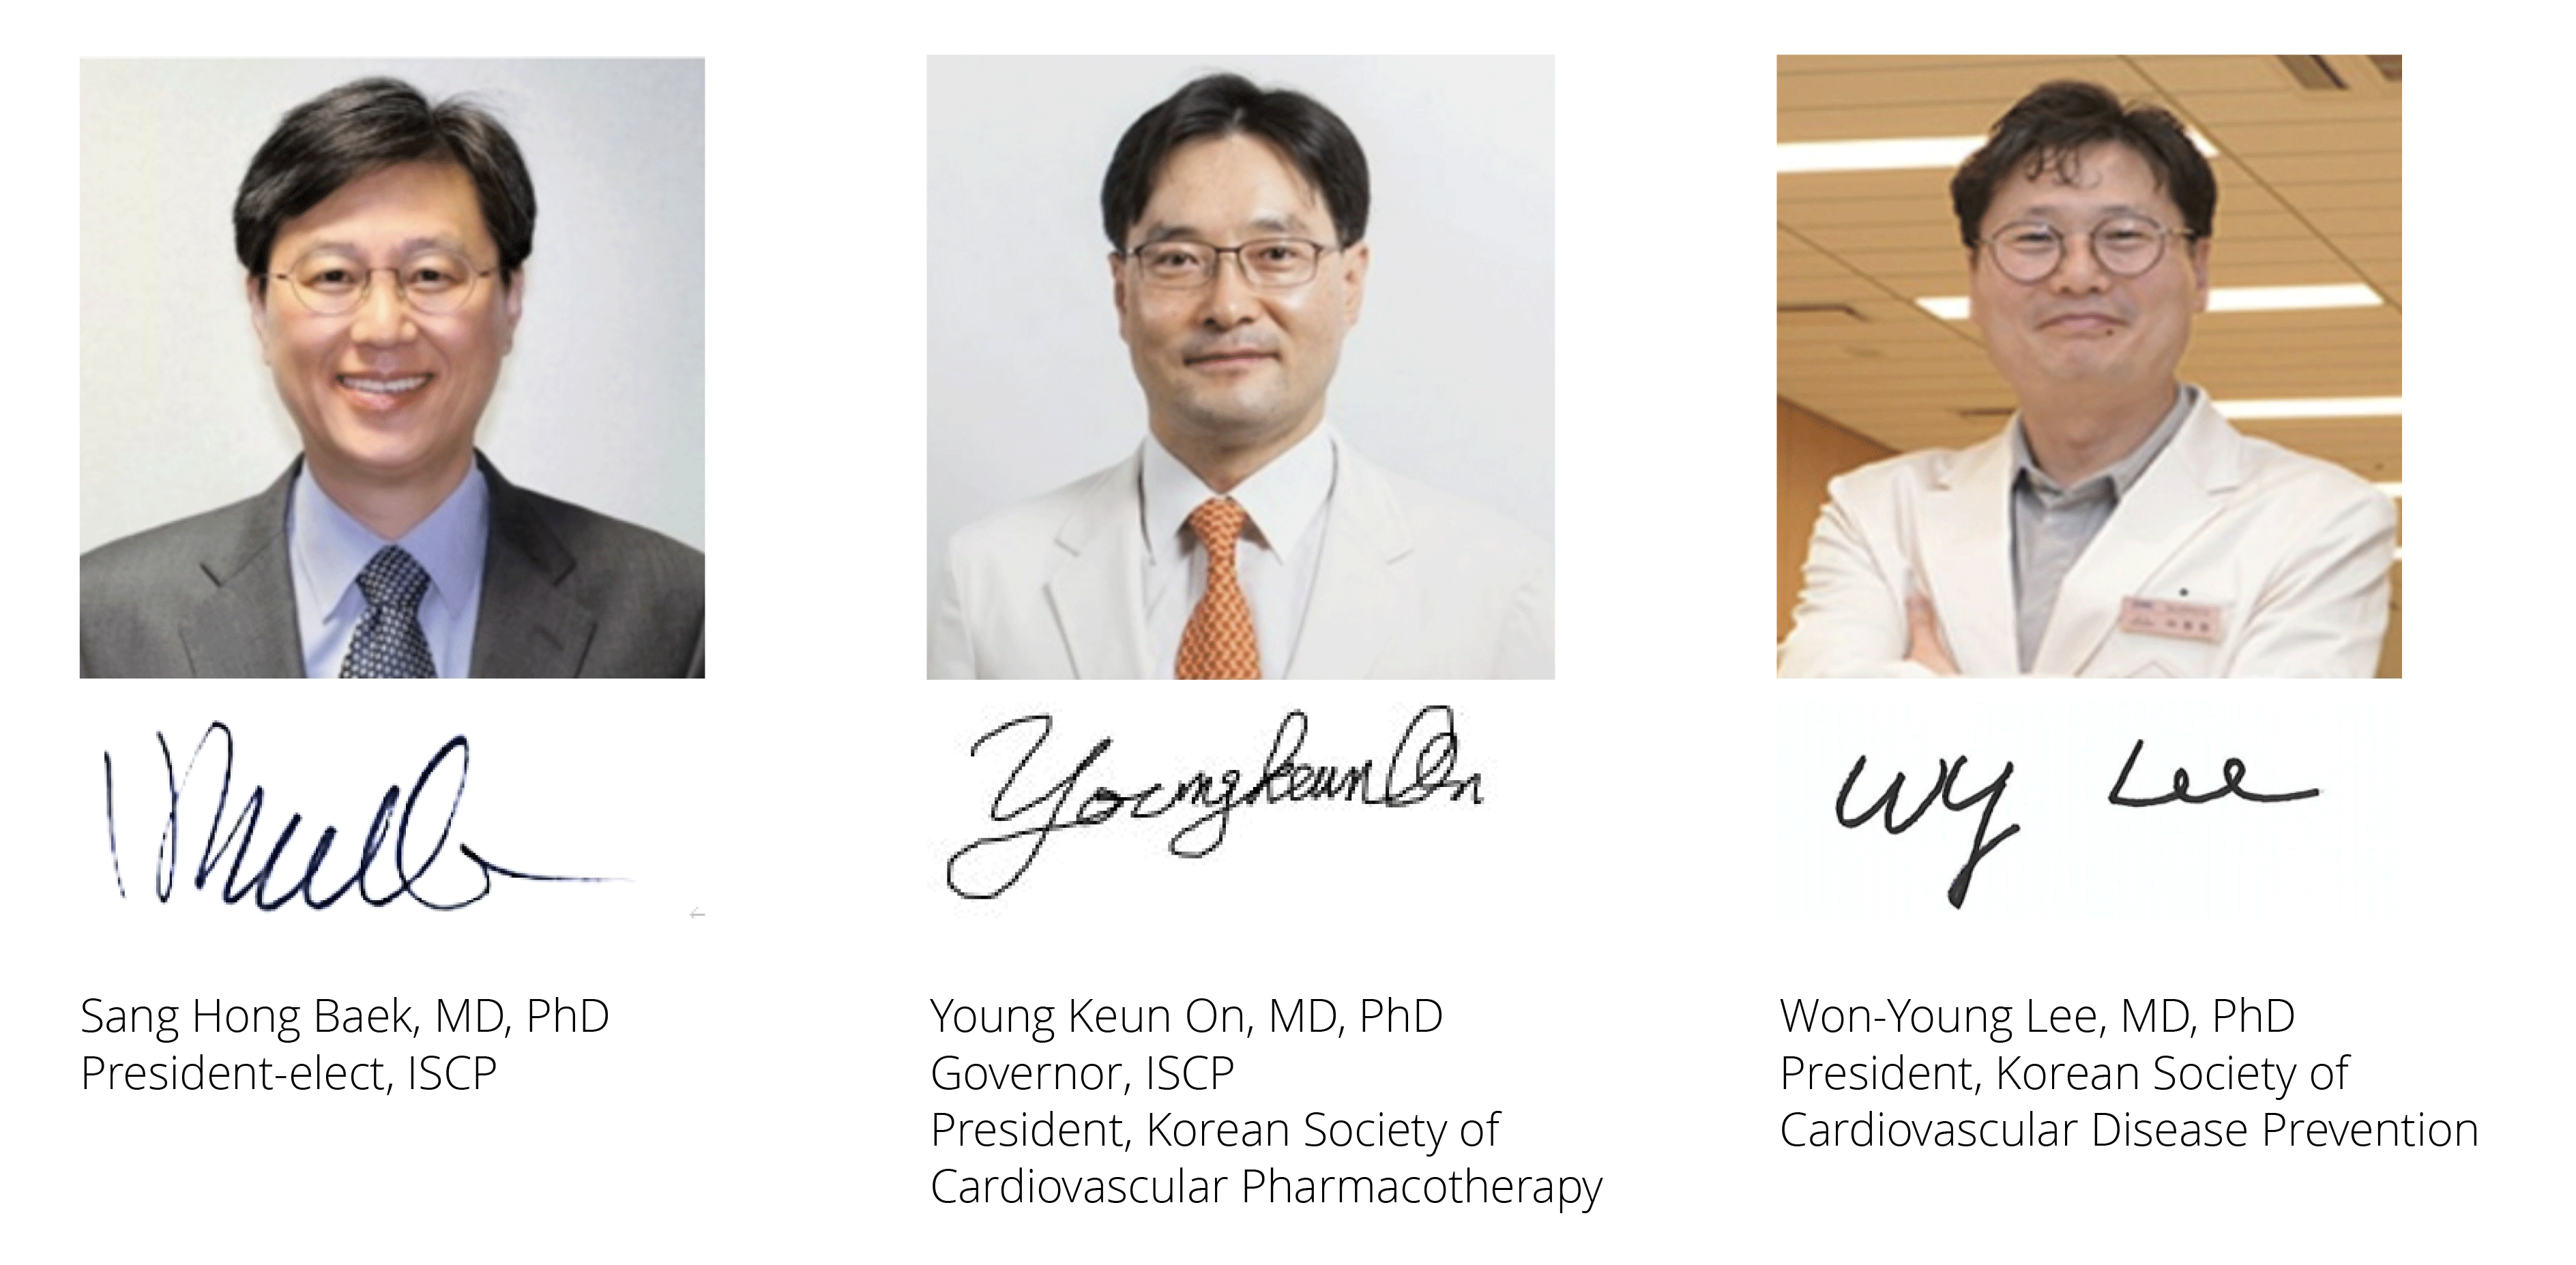 Youngkeun On
wy Lee
Sang Hong Baek, MD, PhD
President-elect, ISCP
Young Keun On, MD, PhD
Governor, ISCP
President, Korean Society of
Cardiovascular Pharmacotherapy
Won-Young Lee, MD, PhD
President, Korean Society of
Cardiovascular Disease Prevention